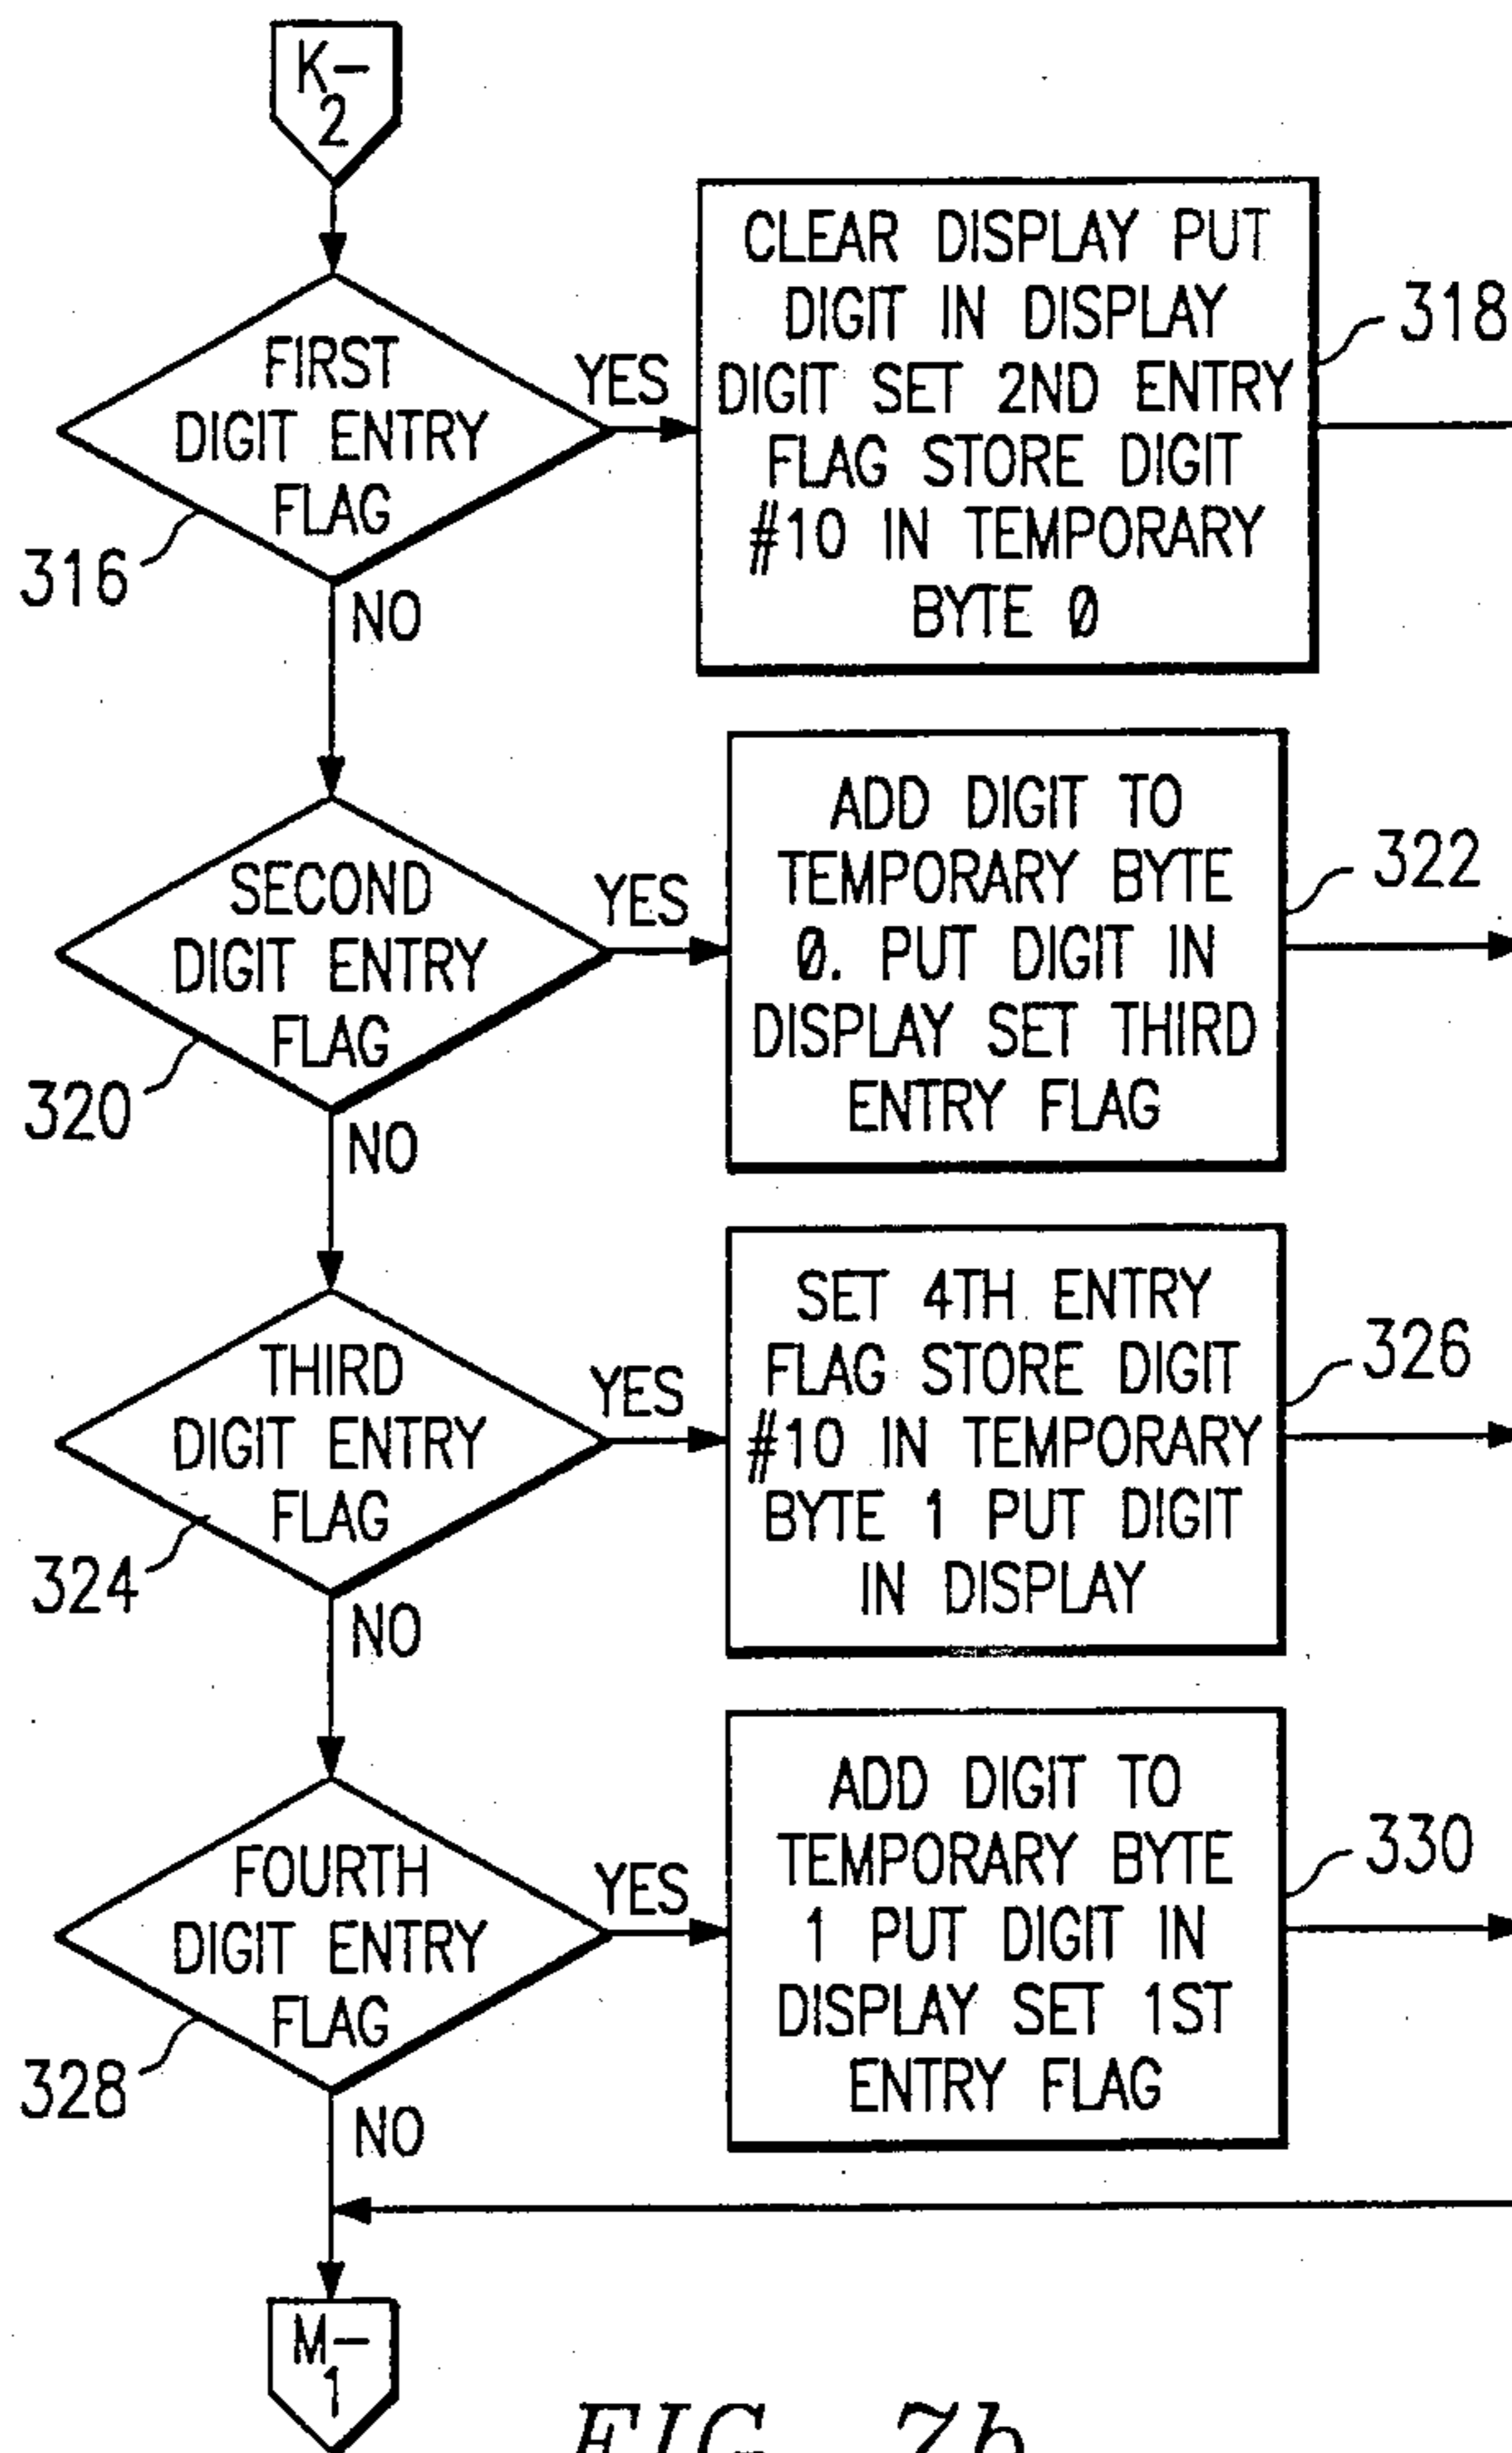 K-
2
FIRST
DIGIT ENTRY
FLAG
316
YES
NO
CLEAR DISPLAY PUT
DIGIT IN DISPLAY
DIGIT SET 2ND ENTRY
FLAG STORE DIGIT
#10 IN TEMPORARY
BYTE 0
318
SECOND
DIGIT ENTRY
FLAG
320
YES
NO
ADD DIGIT TO
TEMPORARY BYTE
0. PUT DIGIT IN
DISPLAY SET THIRD
ENTRY FLAG
322
THIRD
DIGIT ENTRY
FLAG
324
YES
NO
SET 4TH ENTRY
FLAG STORE DIGIT
#10 IN TEMPORARY
BYTE 1 PUT DIGIT
IN DISPLAY
326
FOURTH
DIGIT ENTRY
FLAG
328
YES
NO
ADD DIGIT TO
TEMPORARY BYTE
1 PUT DIGIT IN
DISPLAY SET 1ST
ENTRY FLAG
330
M-
1
FIG. 7b